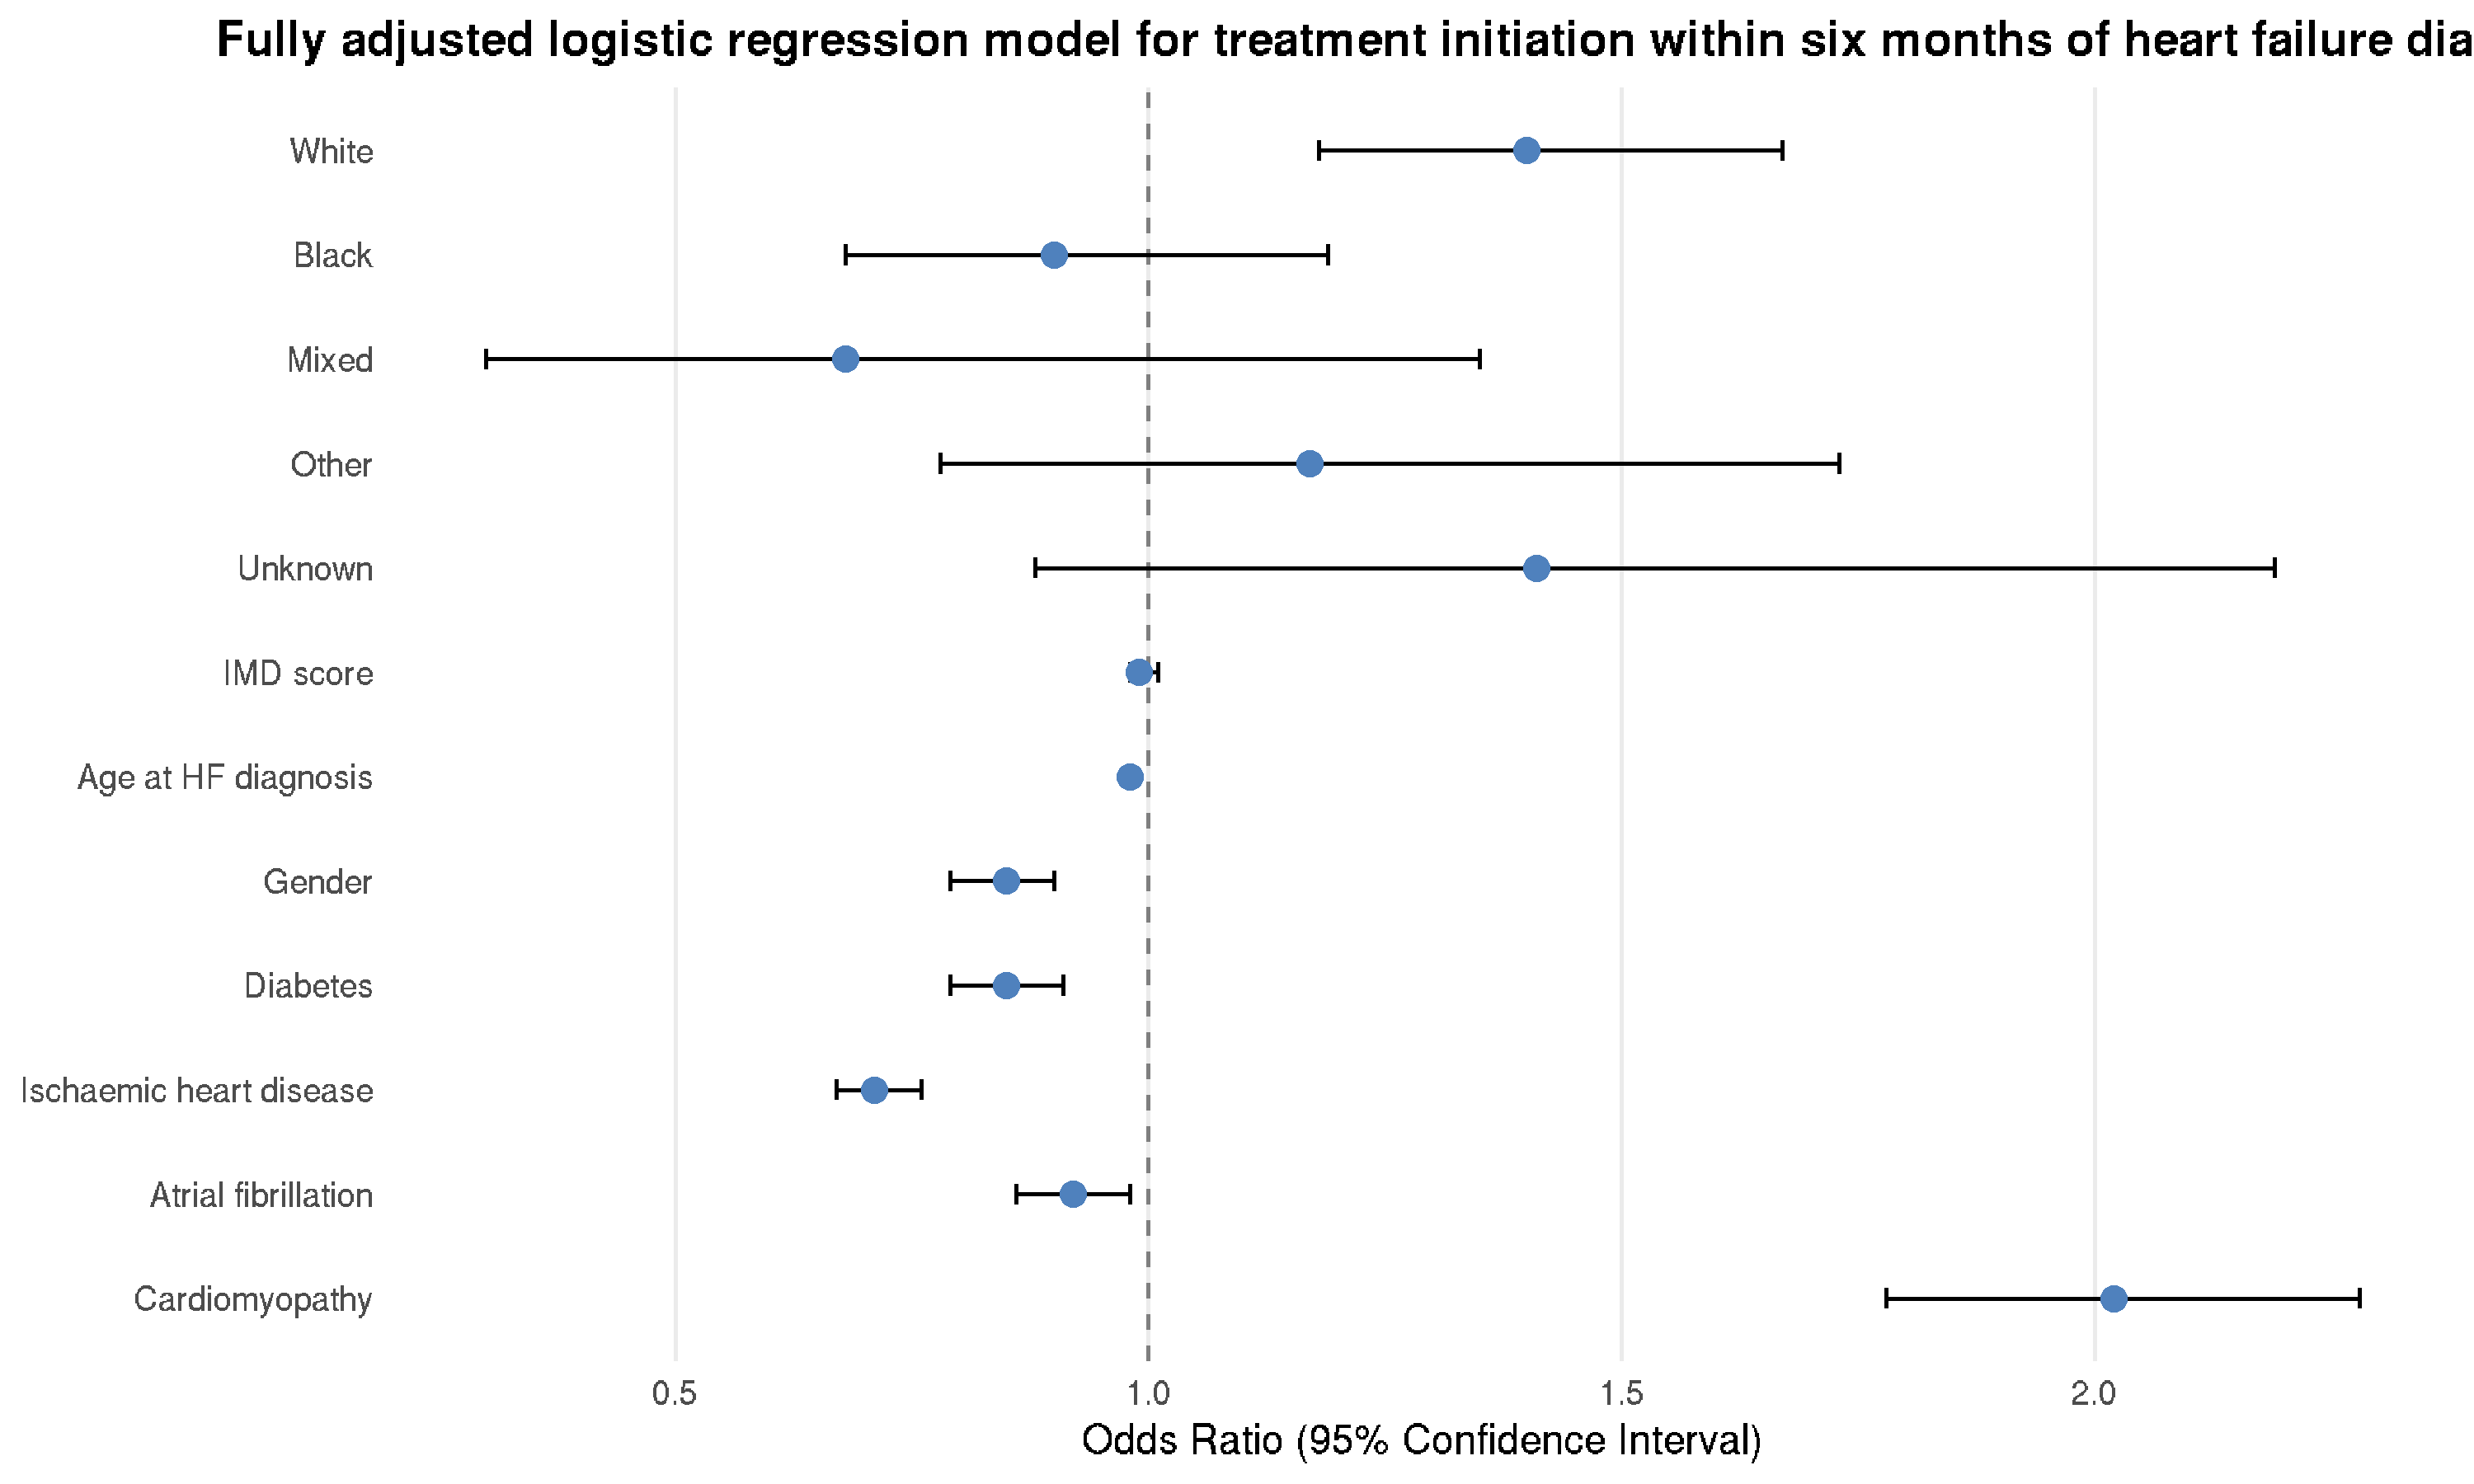 Fully adjusted logistic regression model for treatment initiation within six months of heart failure dia
White
Black
Mixed
Other
Unknown
IMD score
Age at HF diagnosis
Gender
Diabetes
Ischaemic heart disease
Atrial fibrillation
Cardiomyopathy
0.5 1.0 1.5 2.0
Odds Ratio (95% Confidence Interval)